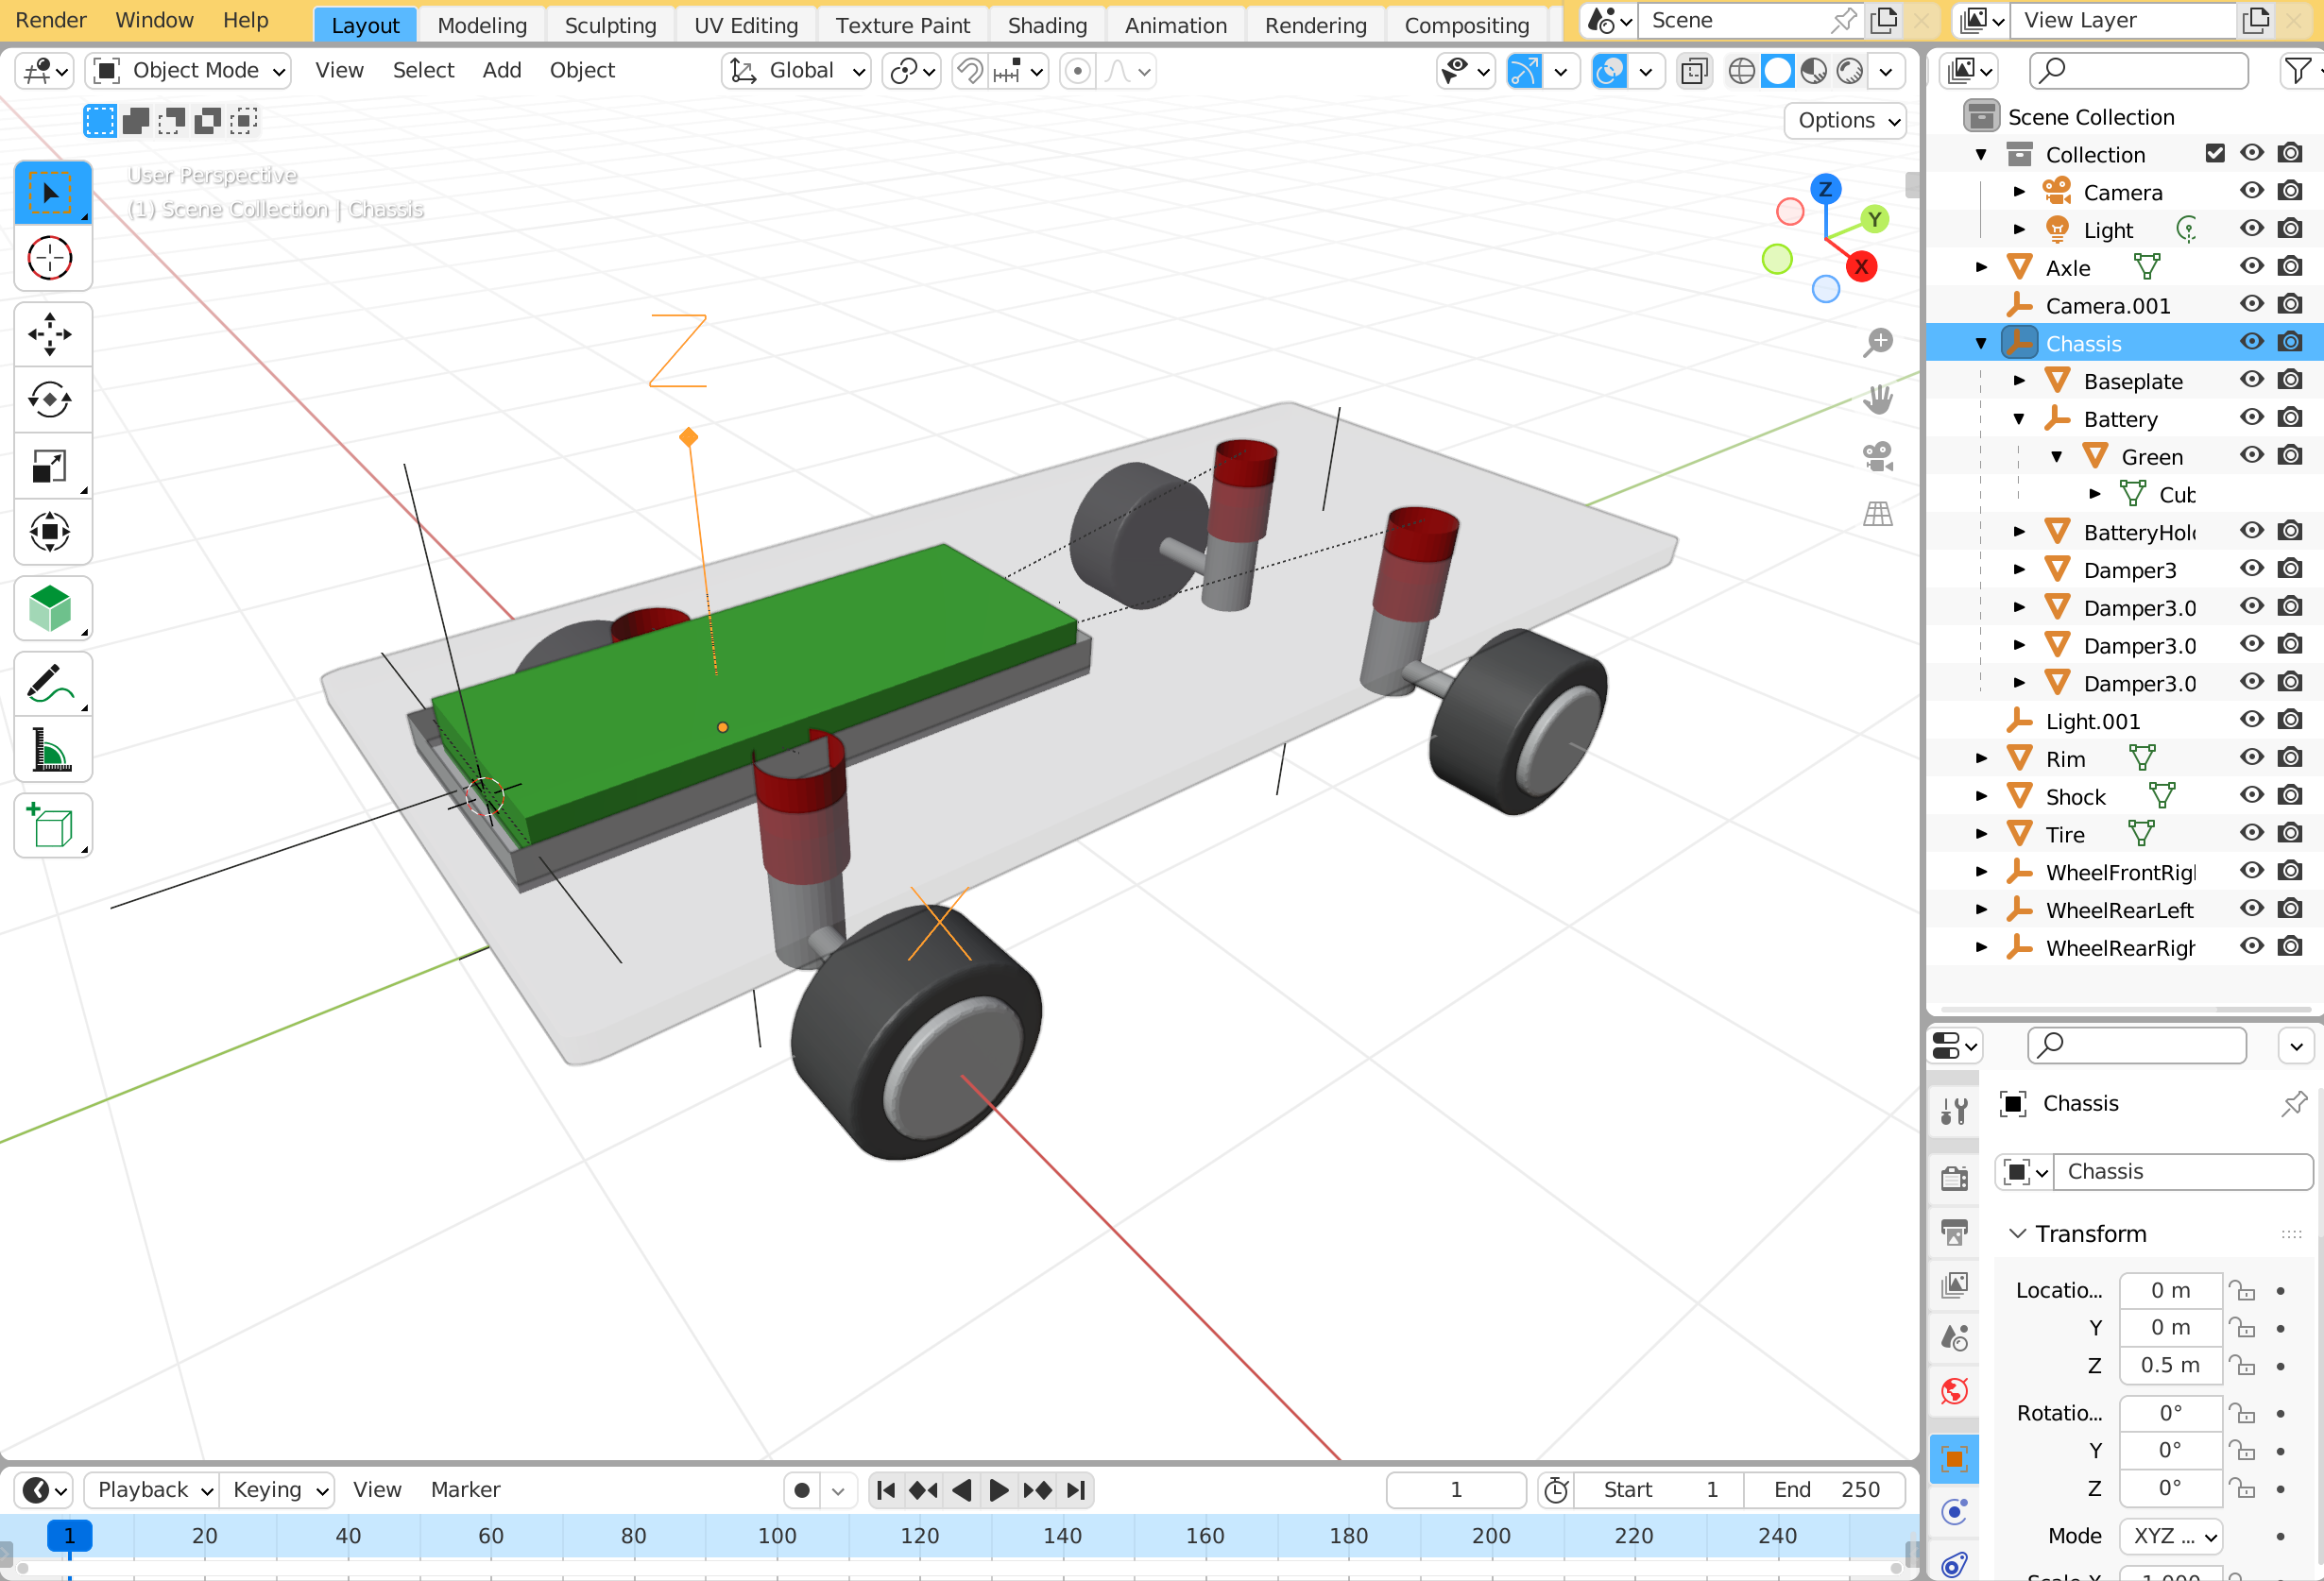 Render Window Help Layout Modeling Sculpting UV Editing Texture Paint Shading Animation Rendering Compositing Scene View Layer
Object Mode View Select Add Object Global
Options
User Perspective
(1) Scene Collection | Chassis
Z
Y
X
Z
X
Scene Collection
Collection
Camera
Light
Axle
Camera.001
Chassis
Baseplate
Battery
Green
Cub
BatteryHol
Damper3
Damper3.0
Damper3.0
Damper3.0
Light.001
Rim
Shock
Tire
WheelFrontRig
WheelRearLeft
WheelRearRig
Chassis
Chassis
Transform
Locatio... 0 m
Y 0 m
Z 0.5 m
Rotatio... 0°
Y 0°
Z 0°
Mode XYZ ...
Playback Keying View Marker 1 Start 1 End 250
1 20 40 60 80 100 120 140 160 180 200 220 240